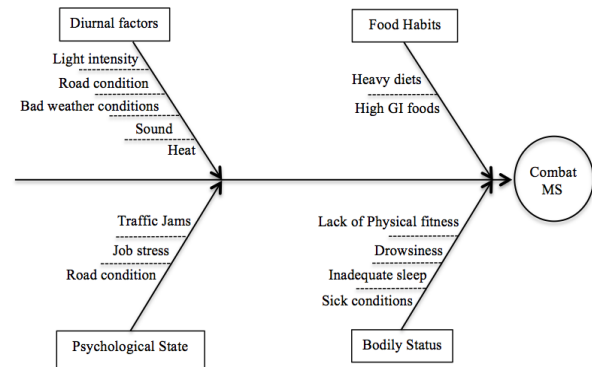 Diurnal factors
Food Habits
Light intensity
Road condition
Bad weather conditions
Sound
Heat
Heavy diets
High GI foods
Combat
MS
Traffic Jams
Job stress
Road condition
Lack of Physical fitness
Drowsiness
Inadequate sleep
Sick conditions
Psychological State
Bodily Status